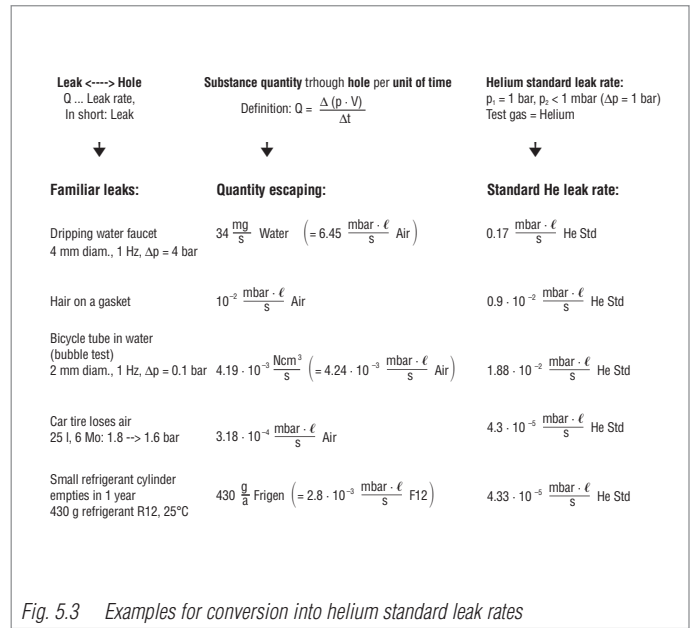 Leak <----> Hole
Q ... Leak rate,
In short: Leak
Substance quantity trhough hole per unit of time
Definition: Q = Δ (p · V) / Δt
Helium standard leak rate:
p₁ = 1 bar, p₂ < 1 mbar (Δp = 1 bar)
Test gas = Helium
Familiar leaks:
Quantity escaping:
Standard He leak rate:
Dripping water faucet
4 mm diam., 1 Hz, Δp = 4 bar
34 mg/s Water (= 6.45 mbar · ℓ/s Air)
0.17 mbar · ℓ/s He Std
Hair on a gasket
10⁻² mbar · ℓ/s Air
0.9 · 10⁻² mbar · ℓ/s He Std
Bicycle tube in water
(bubble test)
2 mm diam., 1 Hz, Δp = 0.1 bar
4.19 · 10⁻³ Ncm³/s (= 4.24 · 10⁻³ mbar · ℓ/s Air)
1.88 · 10⁻² mbar · ℓ/s He Std
Car tire loses air
25 l, 6 Mo: 1.8 --> 1.6 bar
3.18 · 10⁻⁴ mbar · ℓ/s Air
4.3 · 10⁻⁵ mbar · ℓ/s He Std
Small refrigerant cylinder
empties in 1 year
430 g refrigerant R12, 25°C
430 g/a Frigen (= 2.8 · 10⁻³ mbar · ℓ/s F12)
4.33 · 10⁻⁵ mbar · ℓ/s He Std
Fig. 5.3 Examples for conversion into helium standard leak rates